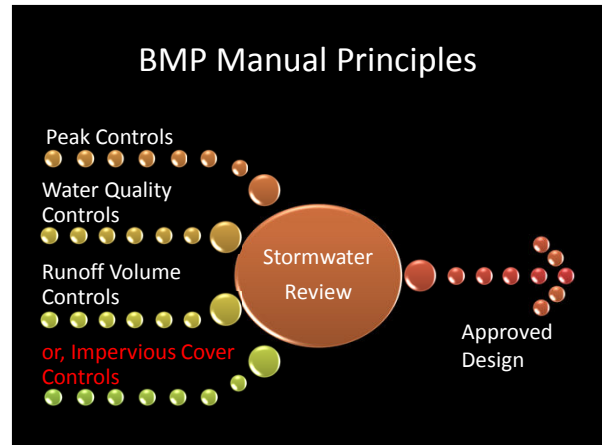 BMP Manual Principles
Peak Controls
Water Quality
Controls
Runoff Volume
Controls
or, Impervious Cover
Controls
Stormwater
Review
Approved
Design